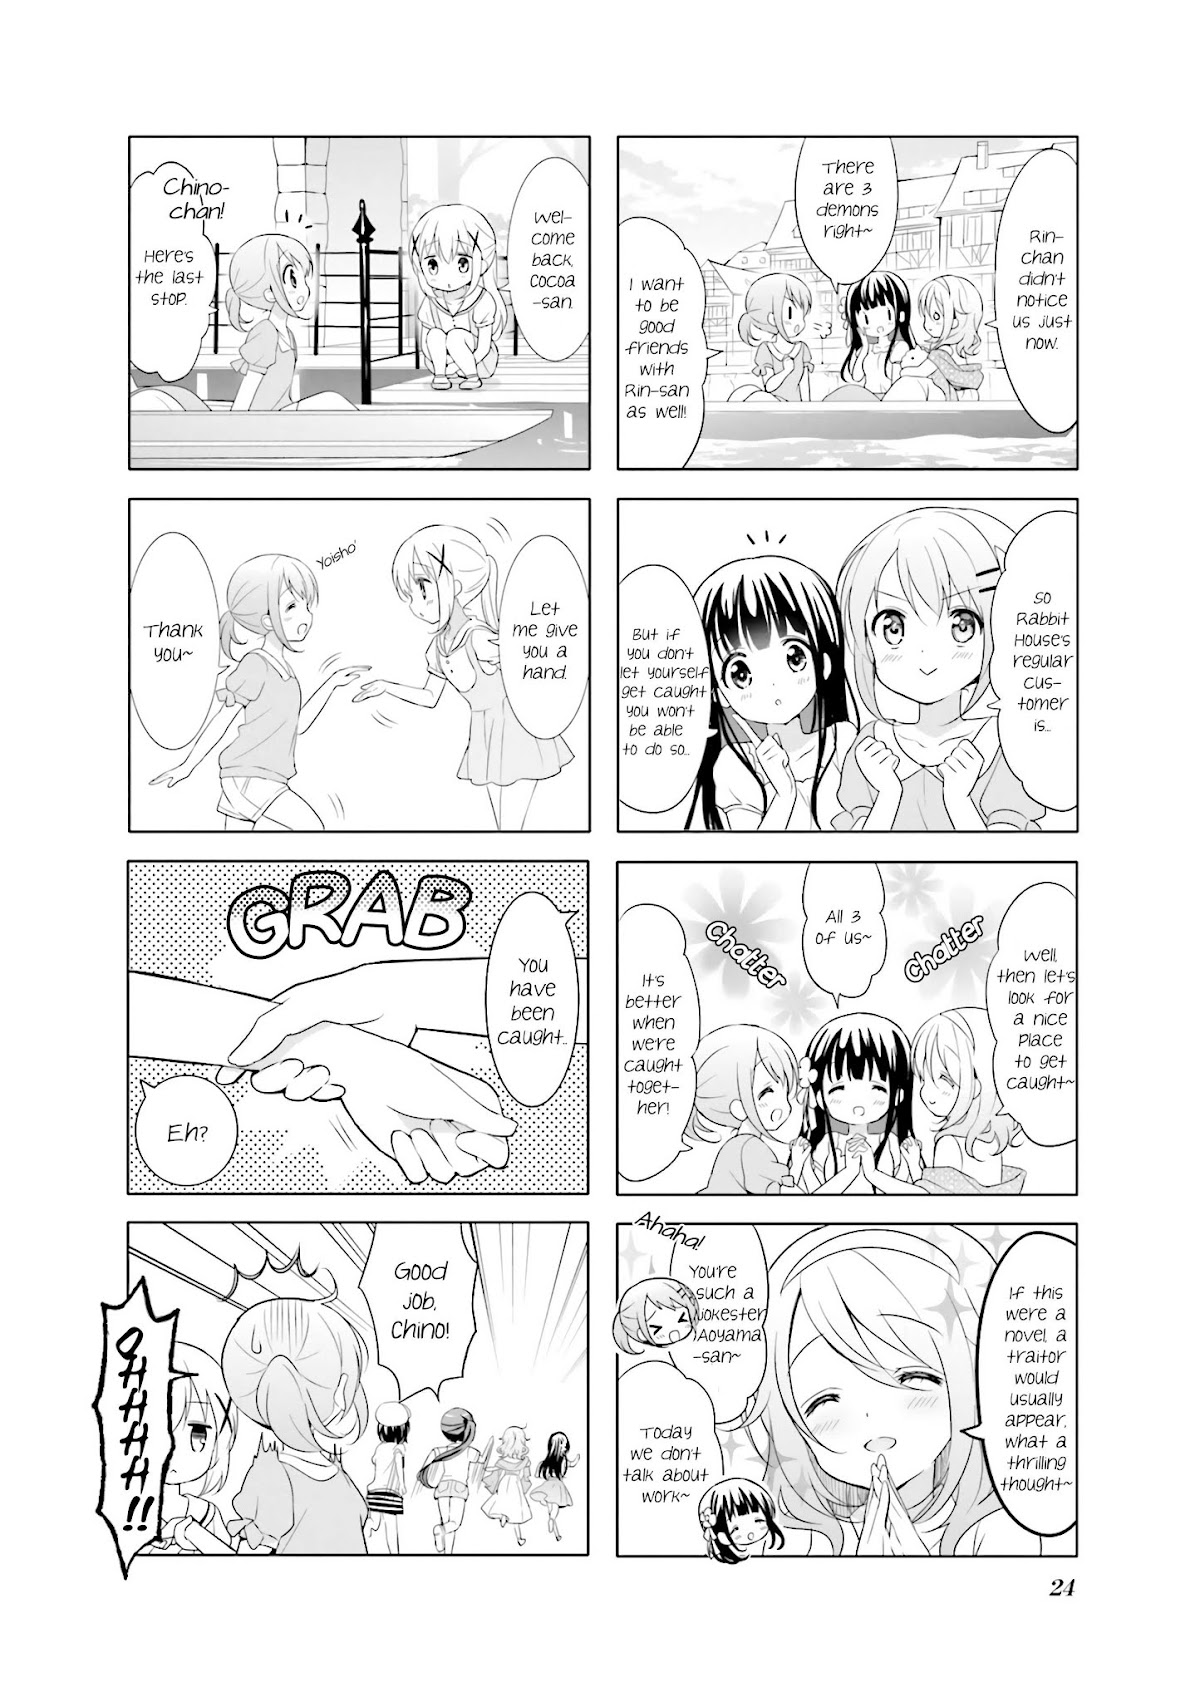 Rin-
chan
didn't
notice
us just
now.
There
are 3
demons
right~
I want
to be
good
friends
with
Rin-san
as well!
So
Rabbit
House's
regular
cus-
tomer
is...
But if
you don't
let yourself
get caught
you won't
be able
to do so...
Well,
then let's
look for
a nice
place
to get
caught~
Chatter
All 3
of us~
Chatter
It's
better
when
we're
caught
toget-
her!
If this
were a
novel, a
traitor
would
usually
appear,
what a
thrilling
thought~
Ahaha!
You're
such a
jokester
Aoyama
-san~
Today
we don't
talk about
work~
Wel-
come
back,
Cocoa
-san.
Chino-
chan!
Here's
the last
stop.
Let
me give
you a
hand.
Yoisho'
Thank
you~
GRAB
You
have
been
caught...
Eh?
Good
job,
Chino!
OHHHH!!
24